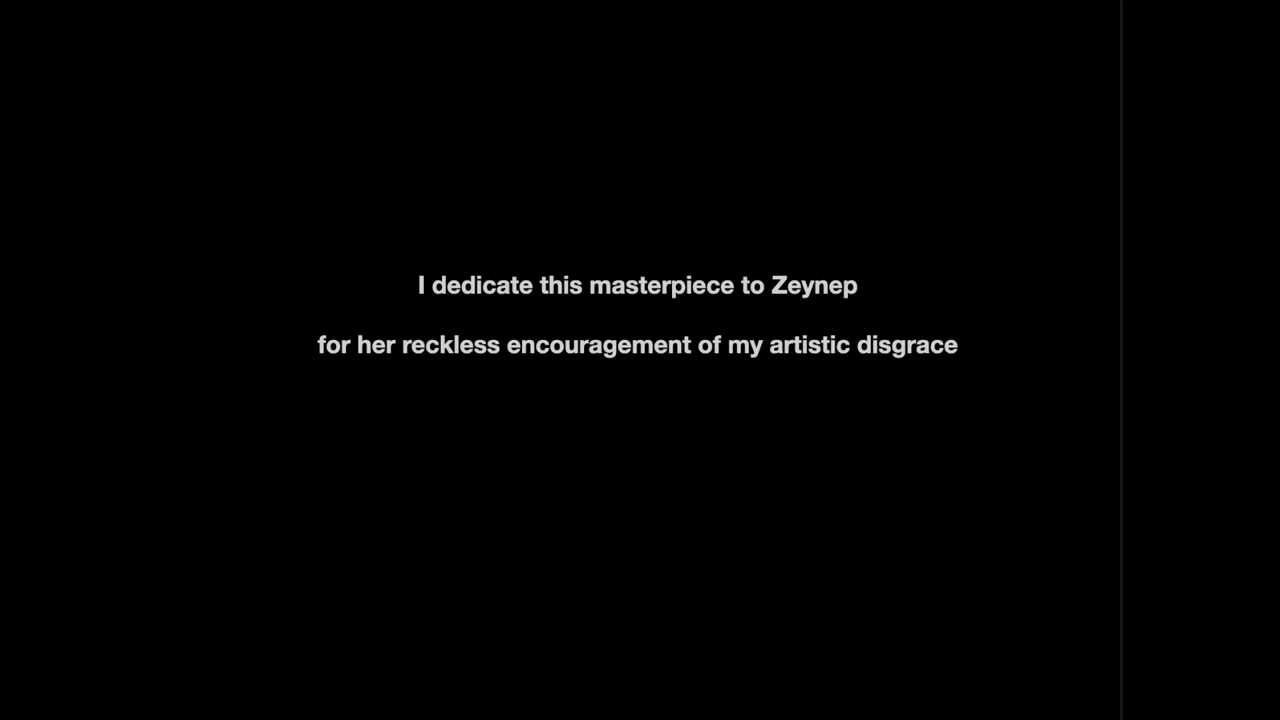 I dedicate this masterpiece to Zeynep
for her reckless encouragement of my artistic disgrace